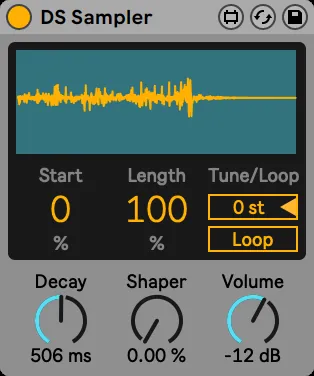 DS Sampler
Start Length Tune/Loop
0 100 0 st
% % Loop
Decay Shaper Volume
506 ms 0.00 % -12 dB